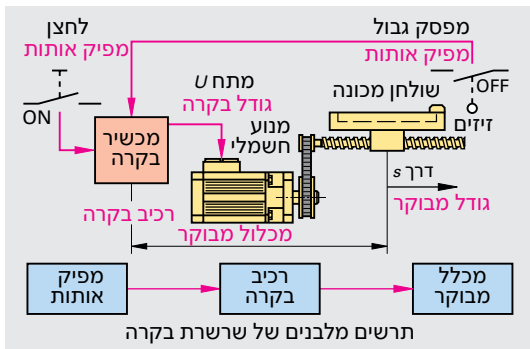 לחצן
מפיק אותות
ON
מפסק גבול
מפיק אותות
OFF
זיזים
שולחן מכונה
מתח U
גודל בקרה
מנוע
חשמלי
מכשיר
בקרה
דרך s
גודל מבוקר
רכיב בקרה
מכלול מבוקר
מפיק
אותות
רכיב
בקרה
מכלל
מבוקר
תרשים מלבנים של שרשרת בקרה